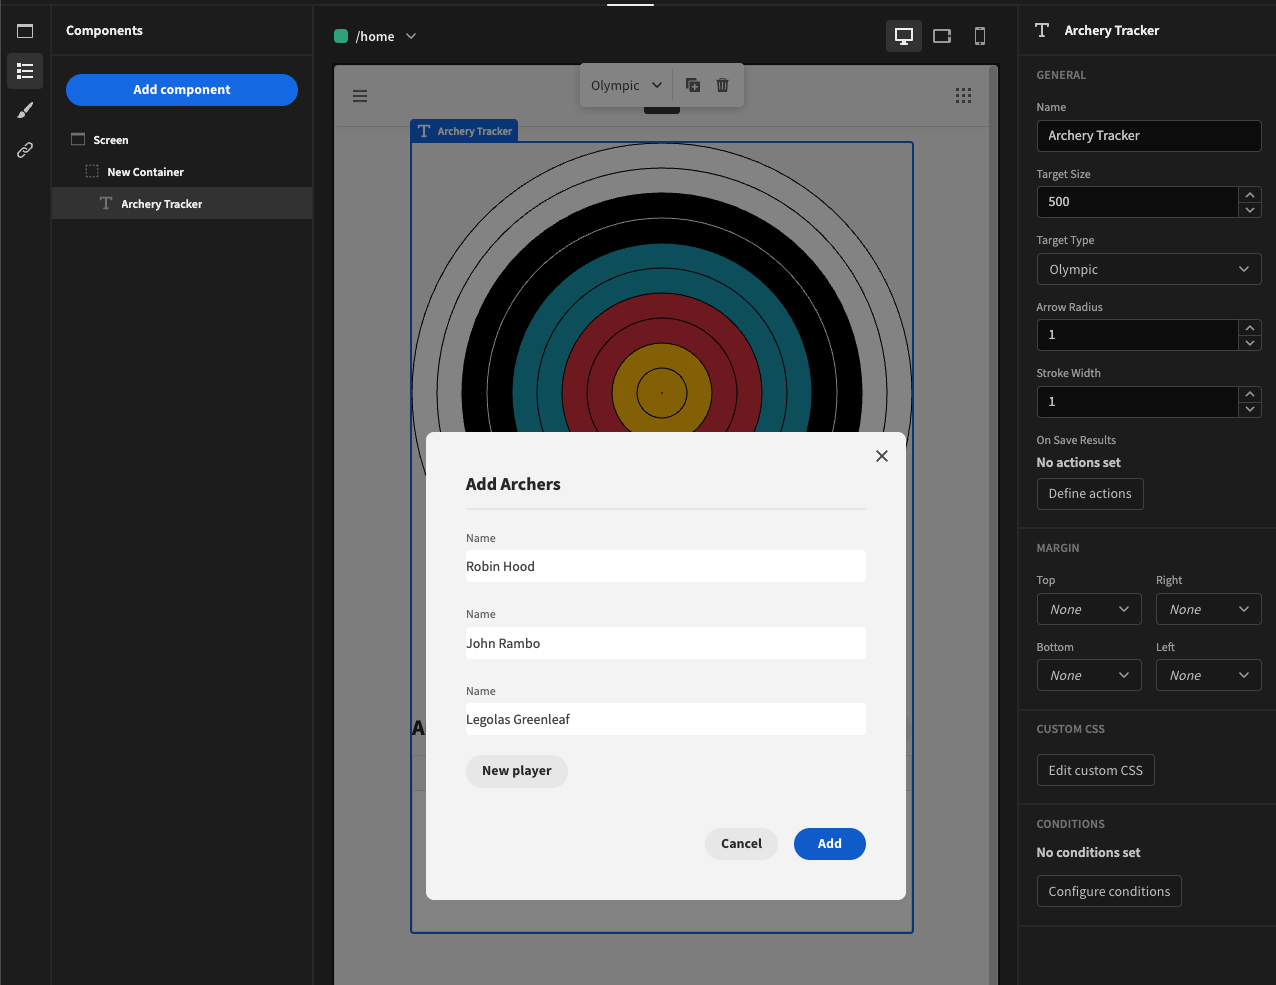 Components
Add component
Screen
New Container
Archery Tracker
/home
Olympic
Archery Tracker
A
Add Archers
Name
Robin Hood
Name
John Rambo
Name
Legolas Greenleaf
New player
Cancel
Add
Archery Tracker
GENERAL
Name
Archery Tracker
Target Size
500
Target Type
Olympic
Arrow Radius
1
Stroke Width
1
On Save Results
No actions set
Define actions
MARGIN
Top
Right
None
None
Bottom
Left
None
None
CUSTOM CSS
Edit custom CSS
CONDITIONS
No conditions set
Configure conditions